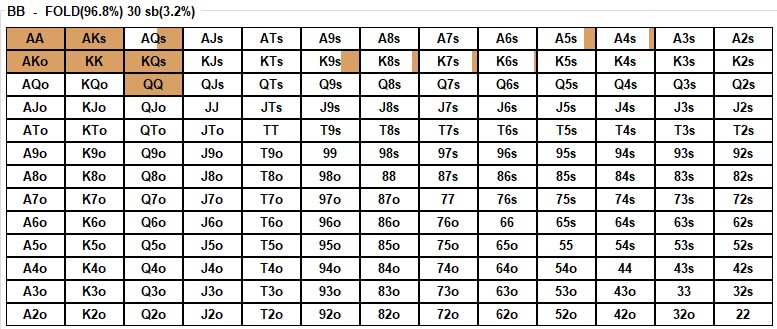 BB - FOLD(96.8%) 30 sb(3.2%)
AA AKs AQs AJs ATs A9s A8s A7s A6s A5s A4s A3s A2s
AKo KK KQs KJs KTs K9s K8s K7s K6s K5s K4s K3s K2s
AQo KQo QQ QJs QTs Q9s Q8s Q7s Q6s Q5s Q4s Q3s Q2s
AJo KJo QJo JJ JTs J9s J8s J7s J6s J5s J4s J3s J2s
ATo KTo QTo JTo TT T9s T8s T7s T6s T5s T4s T3s T2s
A9o K9o Q9o J9o T9o 99 98s 97s 96s 95s 94s 93s 92s
A8o K8o Q8o J8o T8o 98o 88 87s 86s 85s 84s 83s 82s
A7o K7o Q7o J7o T7o 97o 87o 77 76s 75s 74s 73s 72s
A6o K6o Q6o J6o T6o 96o 86o 76o 66 65s 64s 63s 62s
A5o K5o Q5o J5o T5o 95o 85o 75o 65o 55 54s 53s 52s
A4o K4o Q4o J4o T4o 94o 84o 74o 64o 54o 44 43s 42s
A3o K3o Q3o J3o T3o 93o 83o 73o 63o 53o 43o 33 32s
A2o K2o Q2o J2o T2o 92o 82o 72o 62o 52o 42o 32o 22